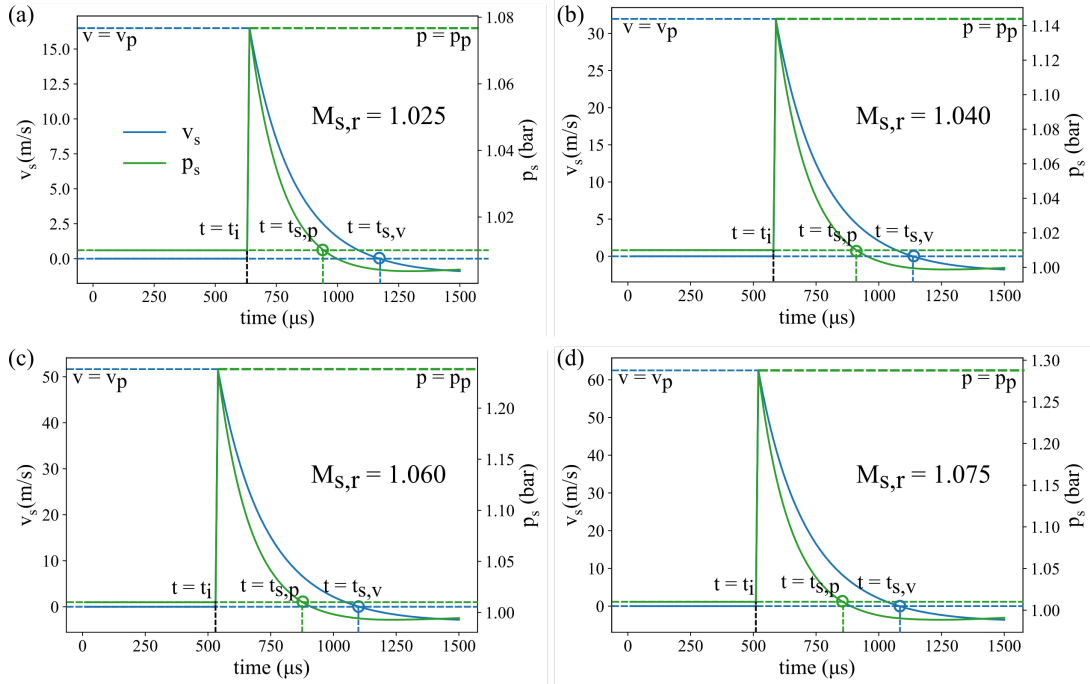 (a)
v = vp
p = pp
Ms,r = 1.025
vs
ps
t = ti
t = ts,p
t = ts,v
vs(m/s)
15.0
12.5
10.0
7.5
5.0
2.5
0.0
ps (bar)
1.08
1.06
1.04
1.02
0
250
500
750
1000
1250
1500
time (μs)
(b)
v = vp
p = pp
Ms,r = 1.040
t = ti
t = ts,p
t = ts,v
vs(m/s)
30
25
20
15
10
5
0
ps (bar)
1.14
1.12
1.10
1.08
1.06
1.04
1.02
1.00
0
250
500
750
1000
1250
1500
time (μs)
(c)
v = vp
p = pp
Ms,r = 1.060
t = ti
t = ts,p
t = ts,v
vs(m/s)
50
40
30
20
10
0
ps (bar)
1.20
1.15
1.10
1.05
1.00
0
250
500
750
1000
1250
1500
time (μs)
(d)
v = vp
p = pp
Ms,r = 1.075
t = ti
t = ts,p
t = ts,v
vs(m/s)
60
50
40
30
20
10
0
ps (bar)
1.30
1.25
1.20
1.15
1.10
1.05
1.00
0
250
500
750
1000
1250
1500
time (μs)